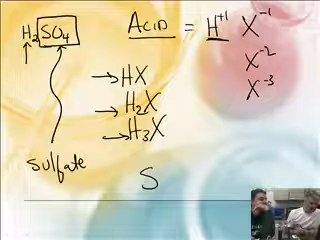 H₂SO₄
ACID = H⁺¹ X⁻¹
X⁻²
X⁻³
HX
H₂X
H₃X
sulfate
S